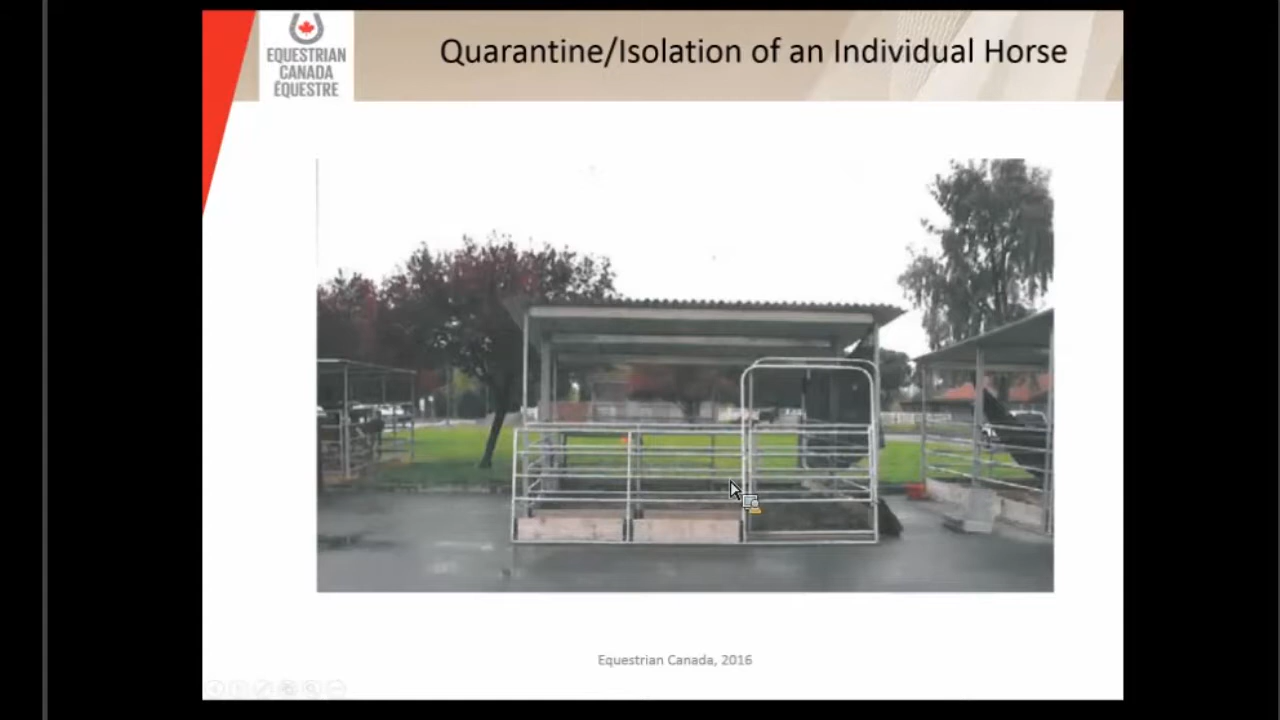 EQUESTRIAN
CANADA
ÉQUESTRE
Quarantine/Isolation of an Individual Horse
Equestrian Canada, 2016